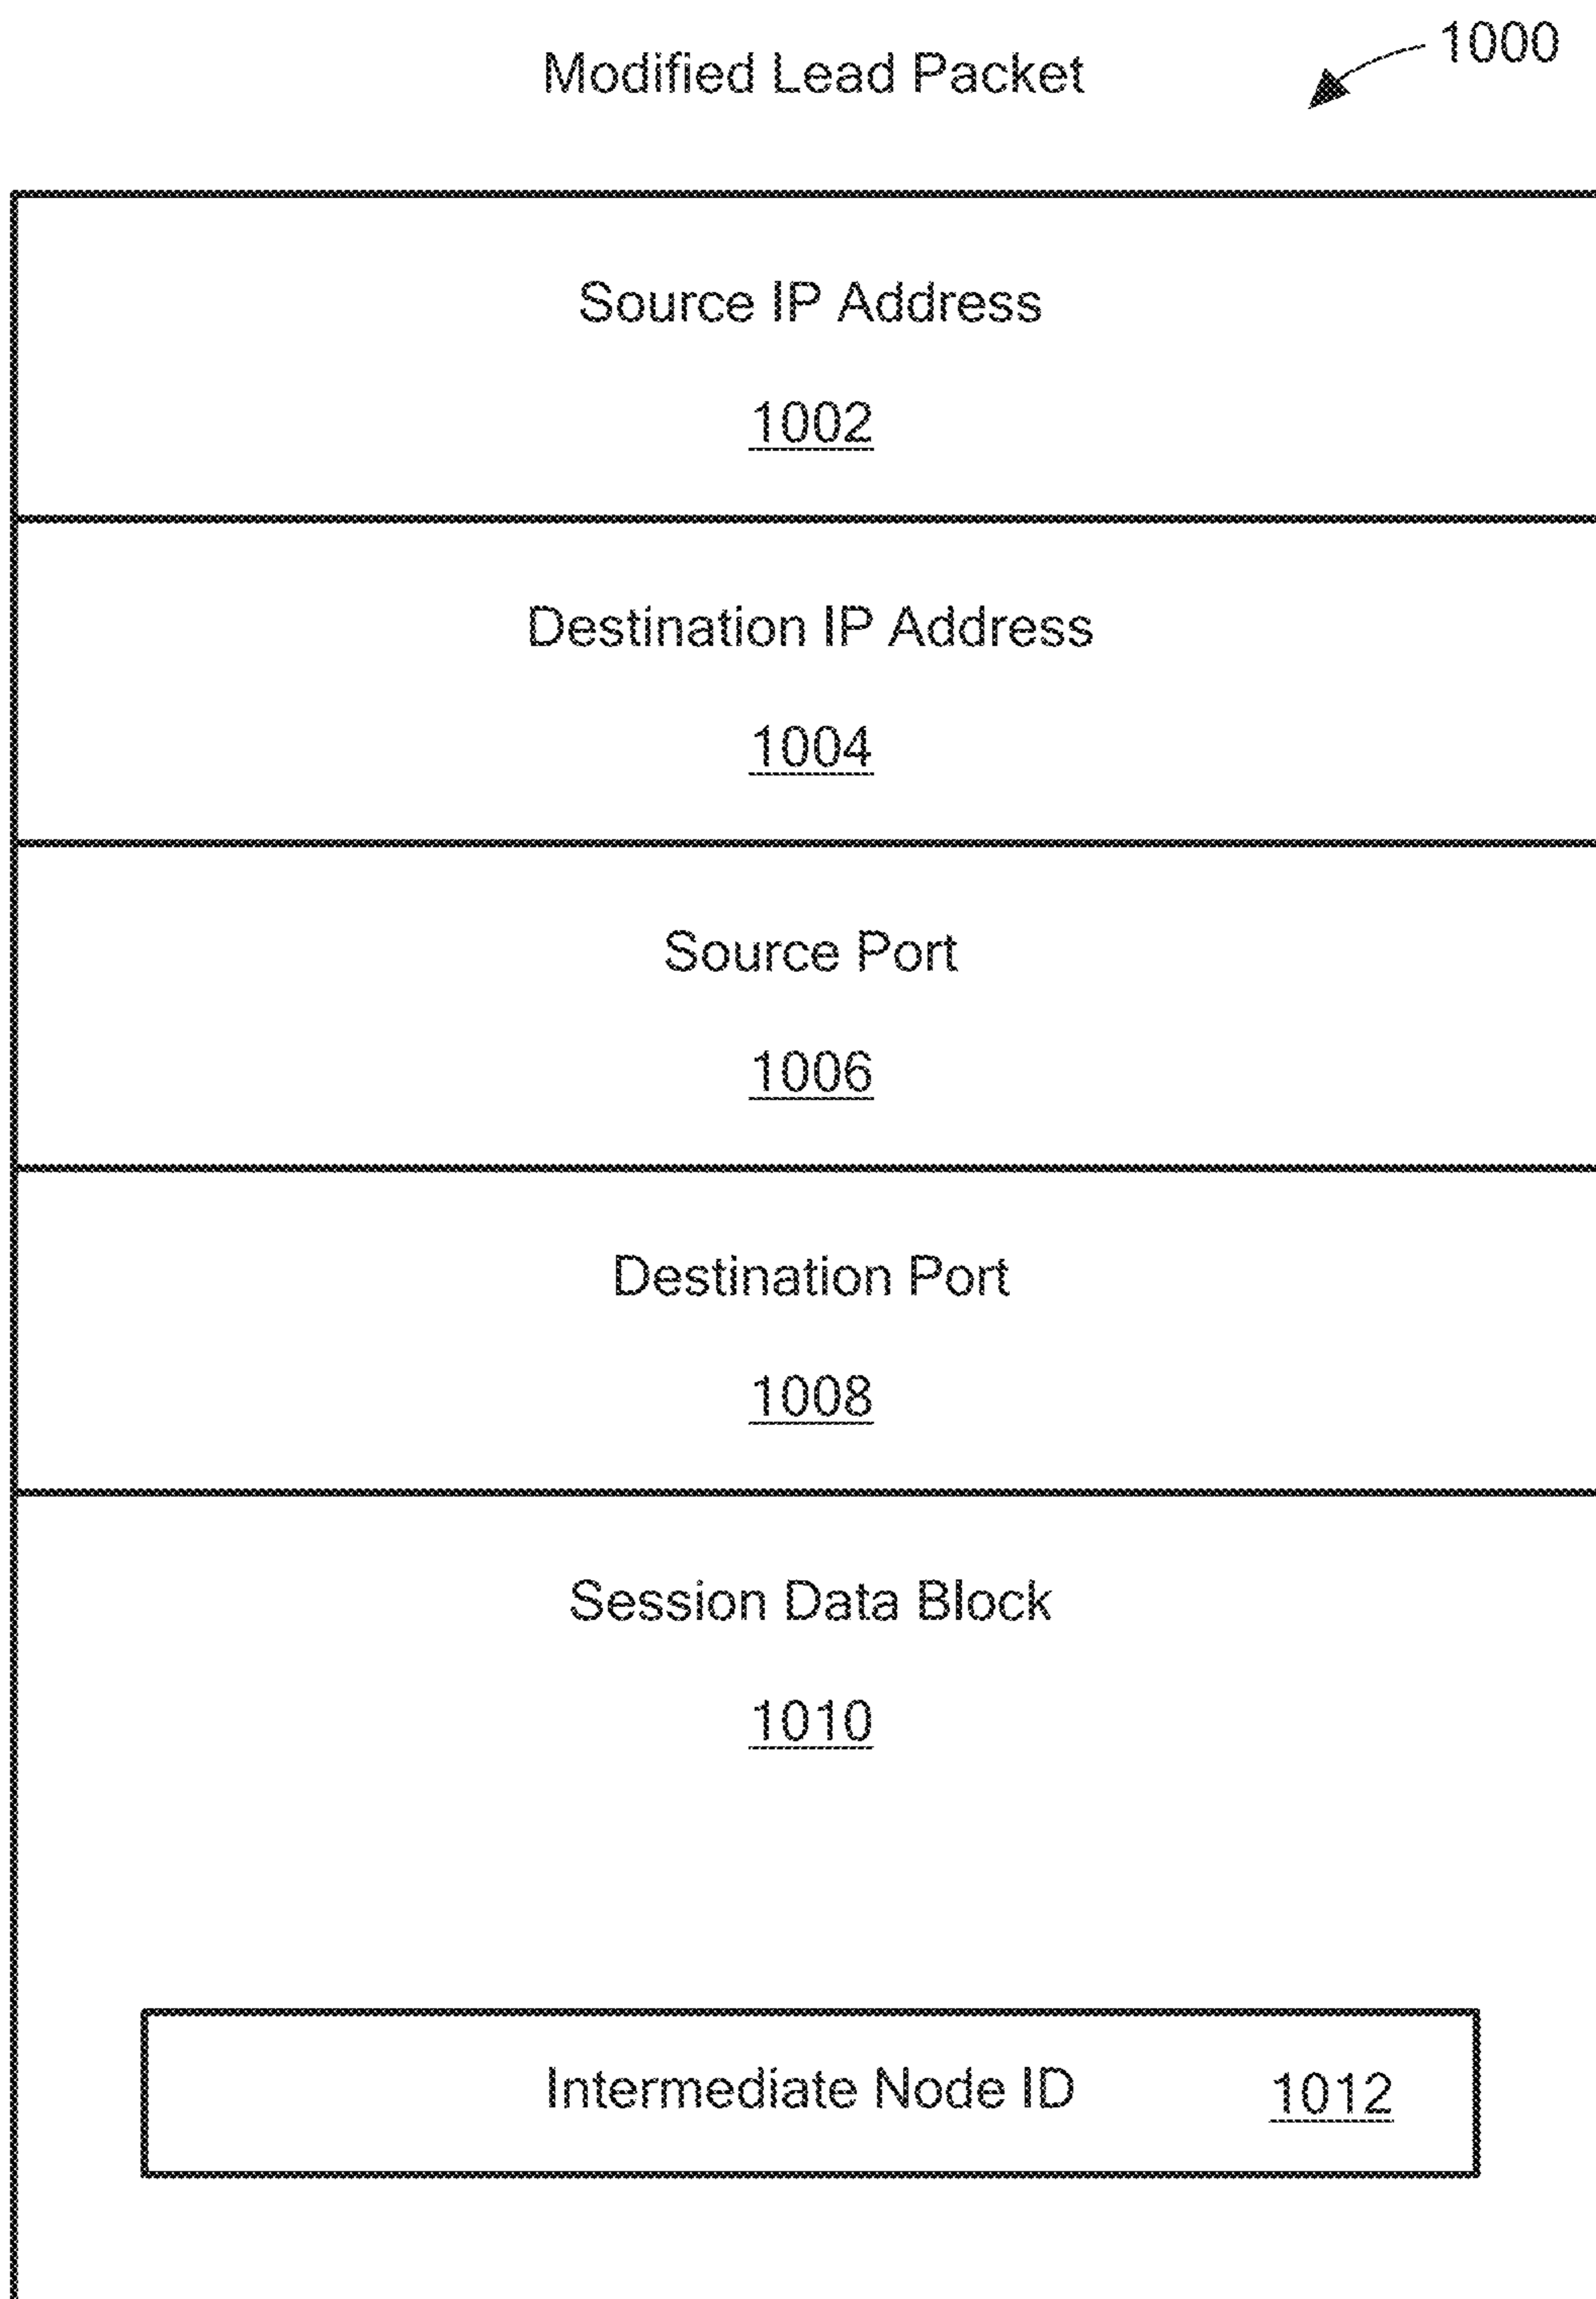 Modified Lead Packet
1000
Source IP Address
1002
Destination IP Address
1004
Source Port
1006
Destination Port
1008
Session Data Block
1010
Intermediate Node ID 1012